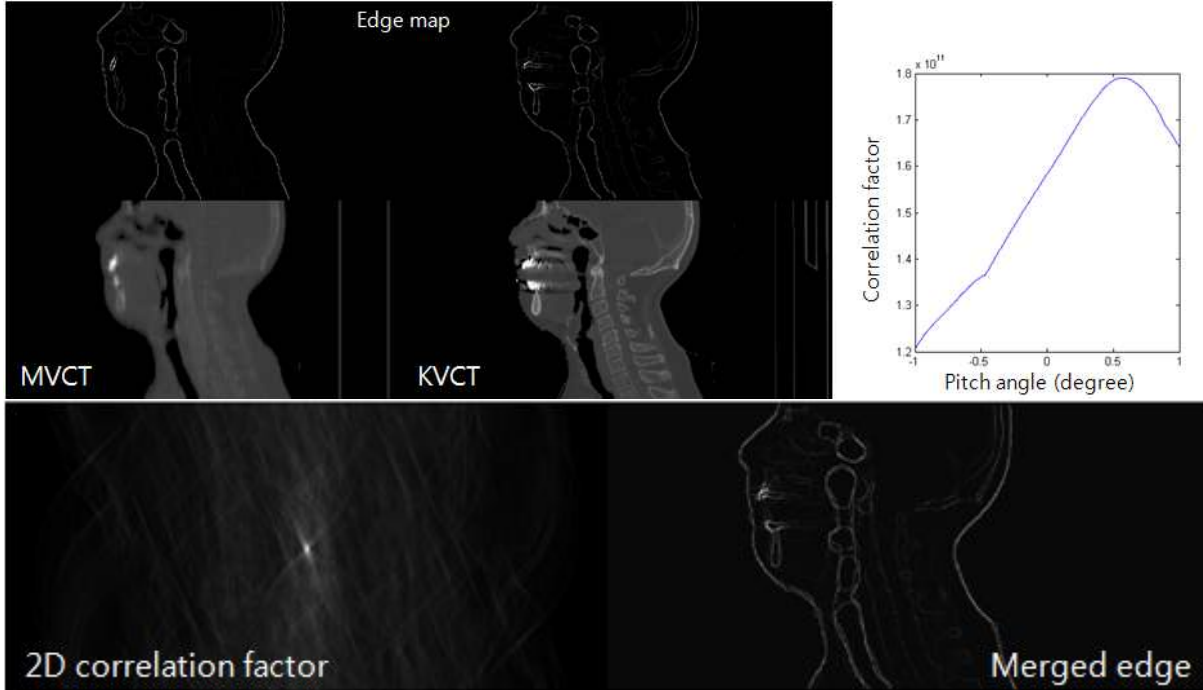 Edge map
MVCT
KVCT
× 10¹¹
1.8
1.7
1.6
1.5
1.4
1.3
1.2
-1
-0.5
0
0.5
1
Correlation factor
Pitch angle (degree)
2D correlation factor
Merged edge